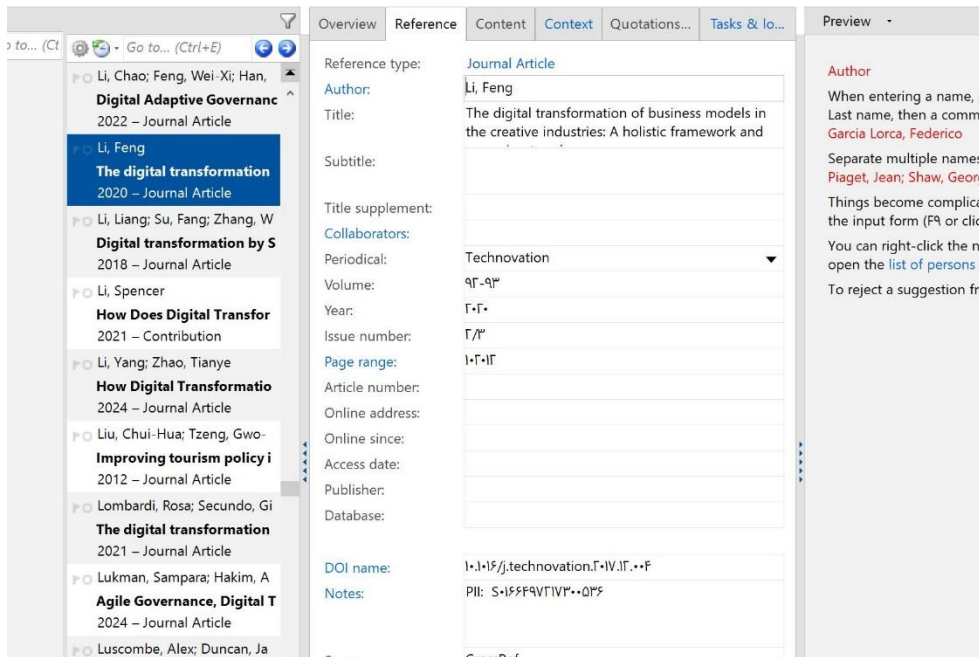 Overview Reference Content Context Quotations... Tasks & lo... Preview
o to... (Ct Go to... (Ctrl+E)
Li, Chao; Feng, Wei-Xi; Han,
Digital Adaptive Governanc
2022 – Journal Article
Li, Feng
The digital transformation
2020 – Journal Article
Li, Liang; Su, Fang; Zhang, W
Digital transformation by S
2018 – Journal Article
Li, Spencer
How Does Digital Transfor
2021 – Contribution
Li, Yang; Zhao, Tianye
How Digital Transformatio
2024 – Journal Article
Liu, Chui-Hua; Tzeng, Gwo-
Improving tourism policy i
2012 – Journal Article
Lombardi, Rosa; Secundo, Gi
The digital transformation
2021 – Journal Article
Lukman, Sampara; Hakim, A
Agile Governance, Digital T
2024 – Journal Article
Luscombe, Alex; Duncan, Ja
Reference type: Journal Article
Author: Li, Feng
Title: The digital transformation of business models in
the creative industries: A holistic framework and
Subtitle:
Title supplement:
Collaborators:
Periodical: Technovation
Volume: ۹۲-۹۳
Year: ۲۰۲۰
Issue number: ۲/۳
Page range: ۱۰۲۰۱۲
Article number:
Online address:
Online since:
Access date:
Publisher:
Database:
DOI name: ۱۰.۱۰۱۶/j.technovation.۲۰۱۷.۱۲.۰۰۴
Notes: PII: S۰۱۶۶۴۹۷۲۱۷۳۰۰۵۳۶
Author
When entering a name,
Last name, then a comm
Garcia Lorca, Federico
Separate multiple names
Piaget, Jean; Shaw, Geor
Things become complica
the input form (F۹ or clic
You can right-click the n
open the list of persons
To reject a suggestion fr